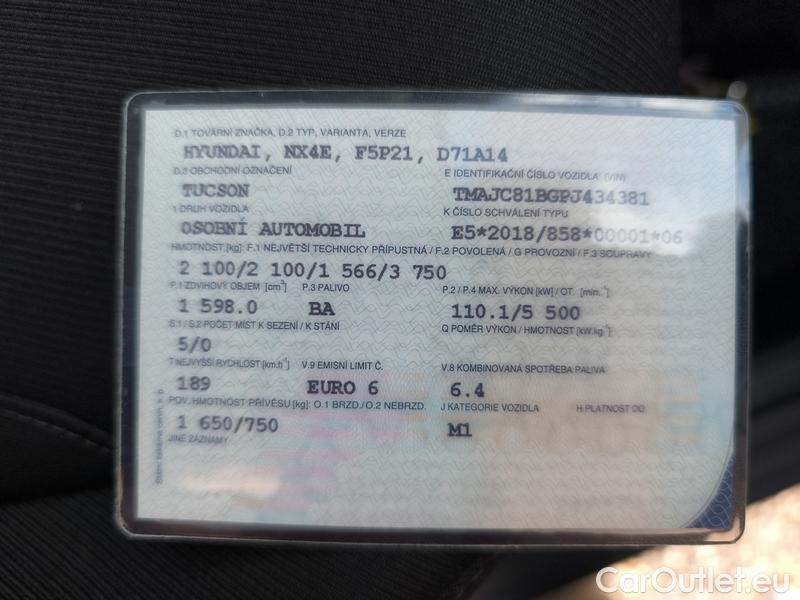 D.1 TOVÁRNÍ ZNAČKA, D.2 TYP, VARIANTA, VERZE
HYUNDAI, NX4E, F5P21, D71A14
D.3 OBCHODNÍ OZNAČENÍ E IDENTIFIKAČNÍ ČÍSLO VOZIDLA (VIN)
TUCSON TMAJC81BGPJ434381
1 DRUH VOZIDLA K ČÍSLO SCHVÁLENÍ TYPU
OSOBNÍ AUTOMOBIL E5*2018/858*00001*06
HMOTNOST [kg]: F.1 NEJVĚTŠÍ TECHNICKY PŘÍPUSTNÁ / F.2 POVOLENÁ / G PROVOZNÍ / F.3 SOUPRAVY
2 100/2 100/1 566/3 750
P.1 ZDVIHOVÝ OBJEM [cm³] P.3 PALIVO P.2 / P.4 MAX. VÝKON [kW] / OT. [min.⁻¹]
1 598.0 BA 110.1/5 500
S.1 / S.2 POČET MÍST K SEZENÍ / K STÁNÍ Q POMĚR VÝKON / HMOTNOST [kW.kg⁻¹]
5/0
T NEJVYŠŠÍ RYCHLOST [km.h⁻¹] V.9 EMISNÍ LIMIT Č. V.8 KOMBINOVANÁ SPOTŘEBA PALIVA
189 EURO 6 6.4
POV. HMOTNOST PŘÍVĚSU [kg]: O.1 BRZD. / O.2 NEBRZD. J KATEGORIE VOZIDLA H PLATNOST DO
1 650/750 M1
JINÉ ZÁZNAMY
CarOutlet.eu